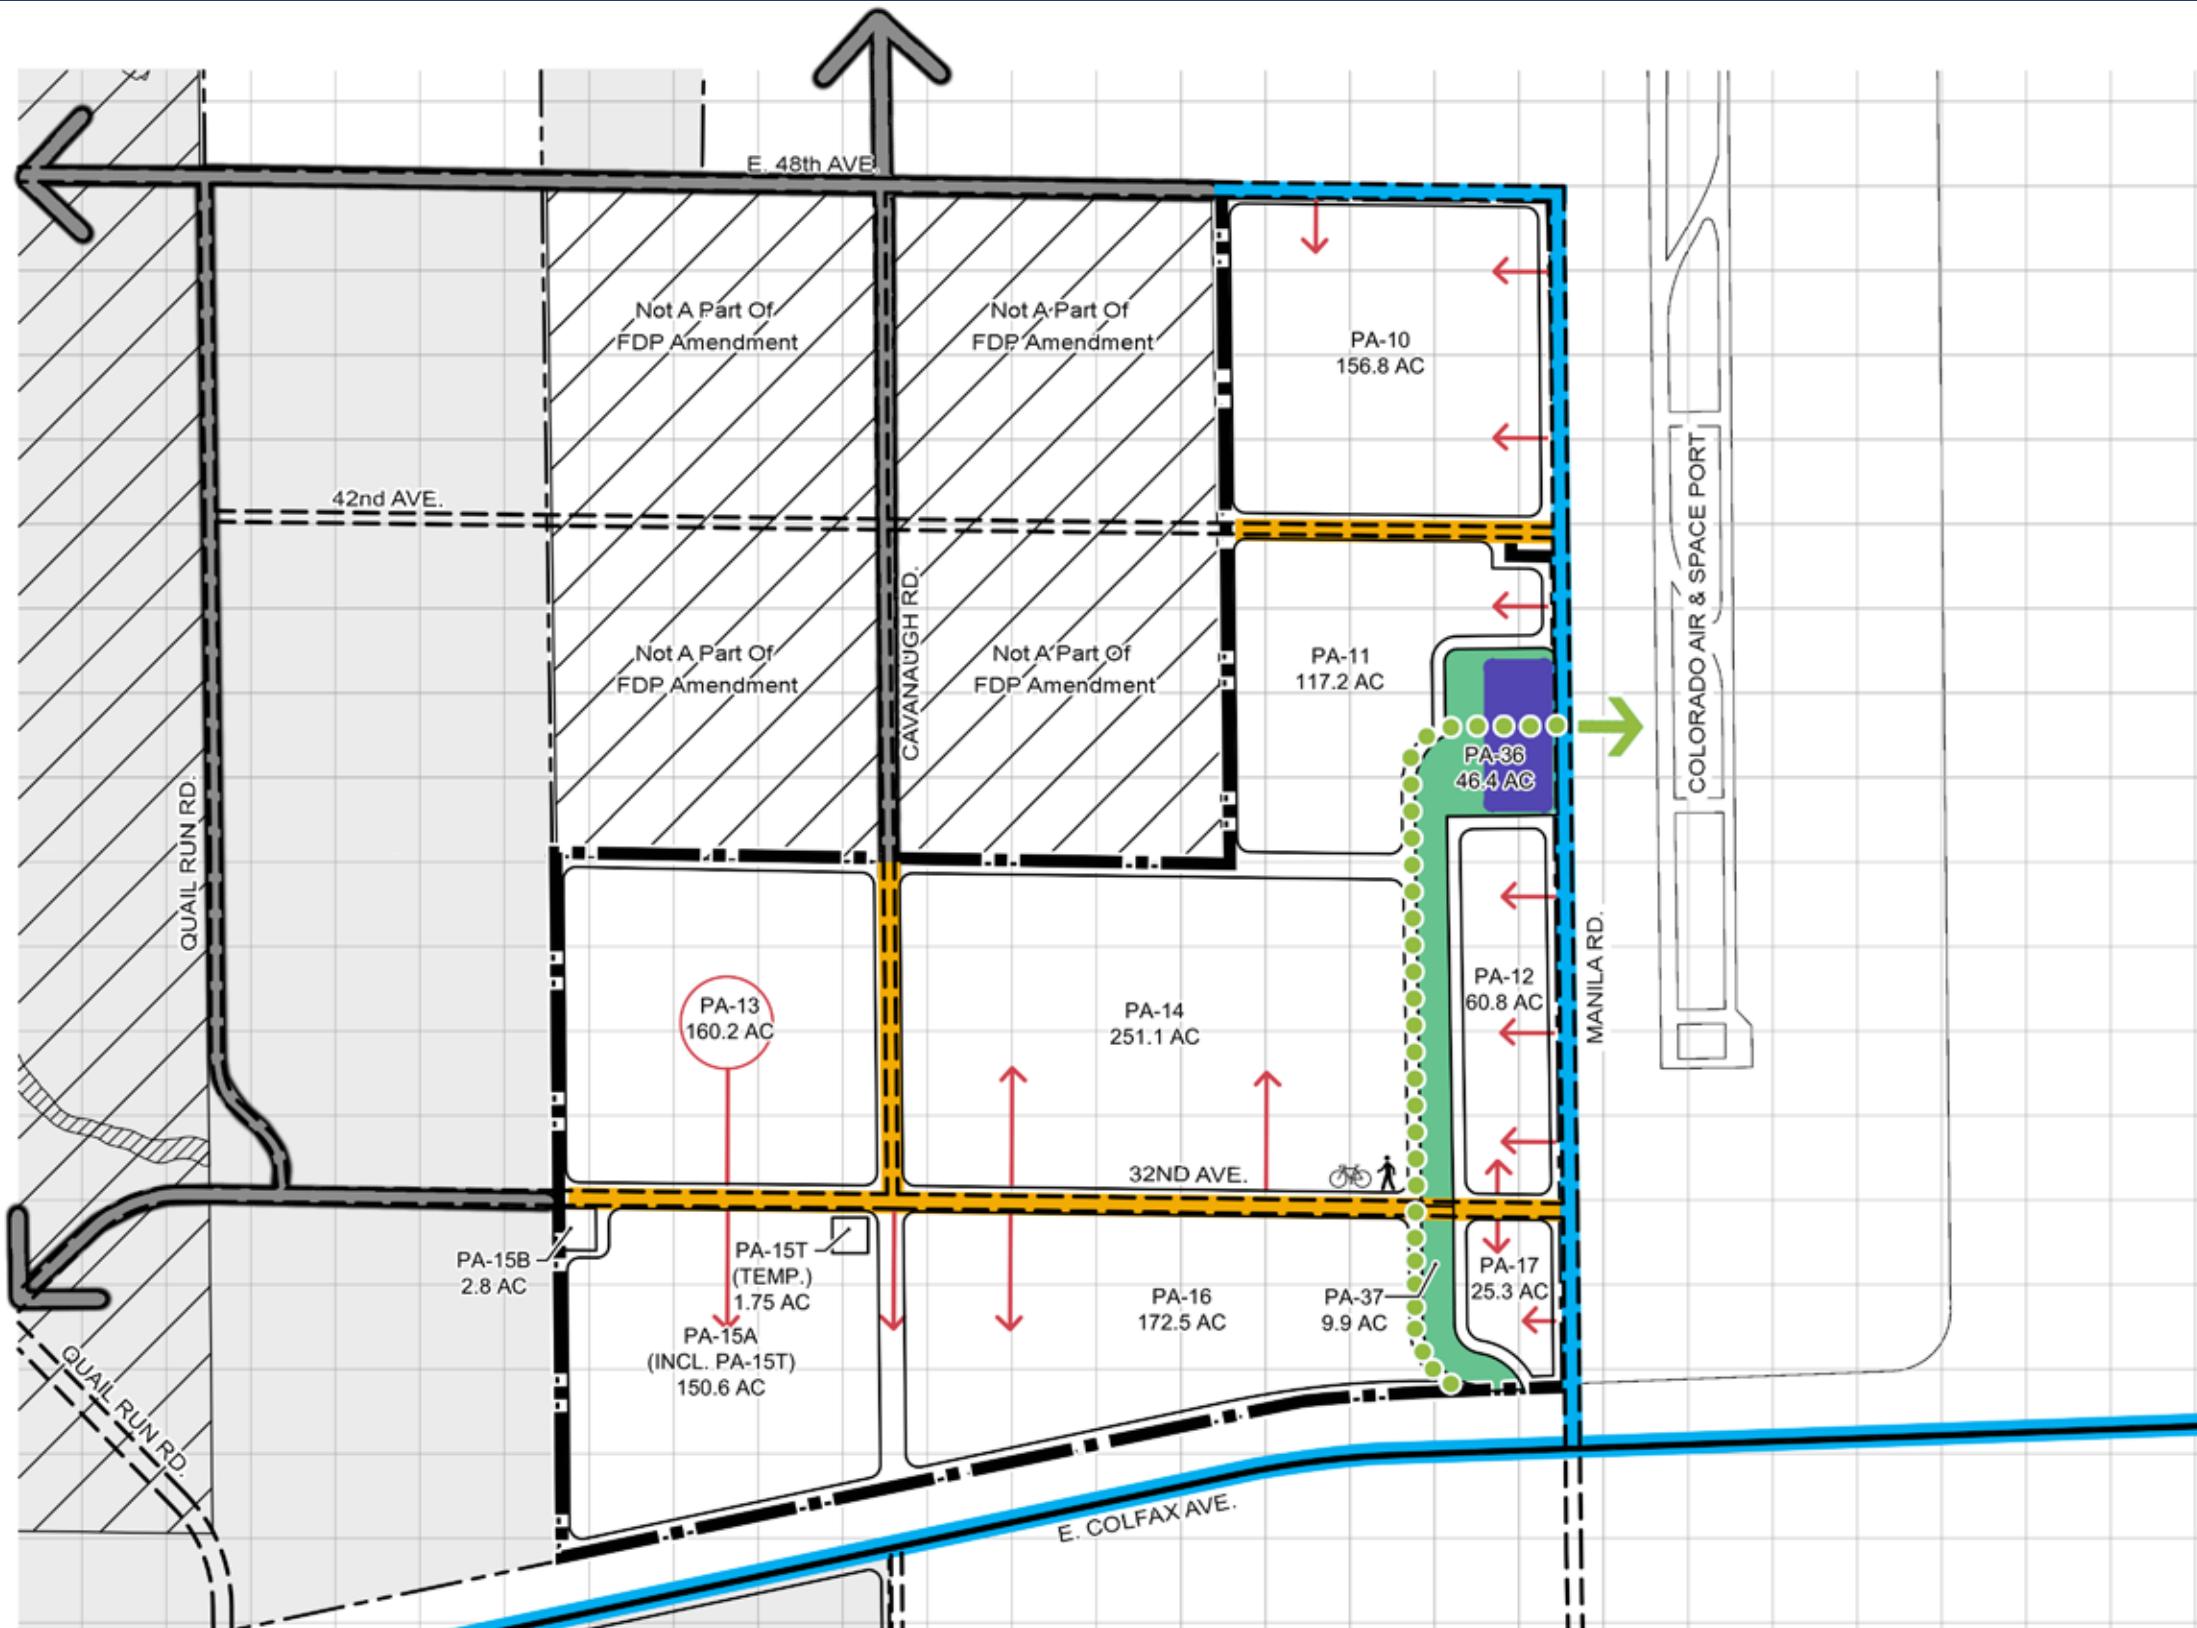 E. 48th AVE.
Not A Part Of
FDP Amendment
Not A Part Of
FDP Amendment
PA-10
156.8 AC
42nd AVE.
COLORADO AIR & SPACE PORT
CAVANAUGH RD.
Not A Part Of
FDP Amendment
Not A Part Of
FDP Amendment
PA-11
117.2 AC
PA-36
46.4 AC
QUAIL RUN RD.
MANILA RD.
PA-13
160.2 AC
PA-14
251.1 AC
PA-12
60.8 AC
32ND AVE.
PA-15B
2.8 AC
PA-15T
(TEMP.)
1.75 AC
PA-15A
(INCL. PA-15T)
150.6 AC
PA-16
172.5 AC
PA-37
9.9 AC
PA-17
25.3 AC
QUAIL RUN RD.
E. COLFAX AVE.